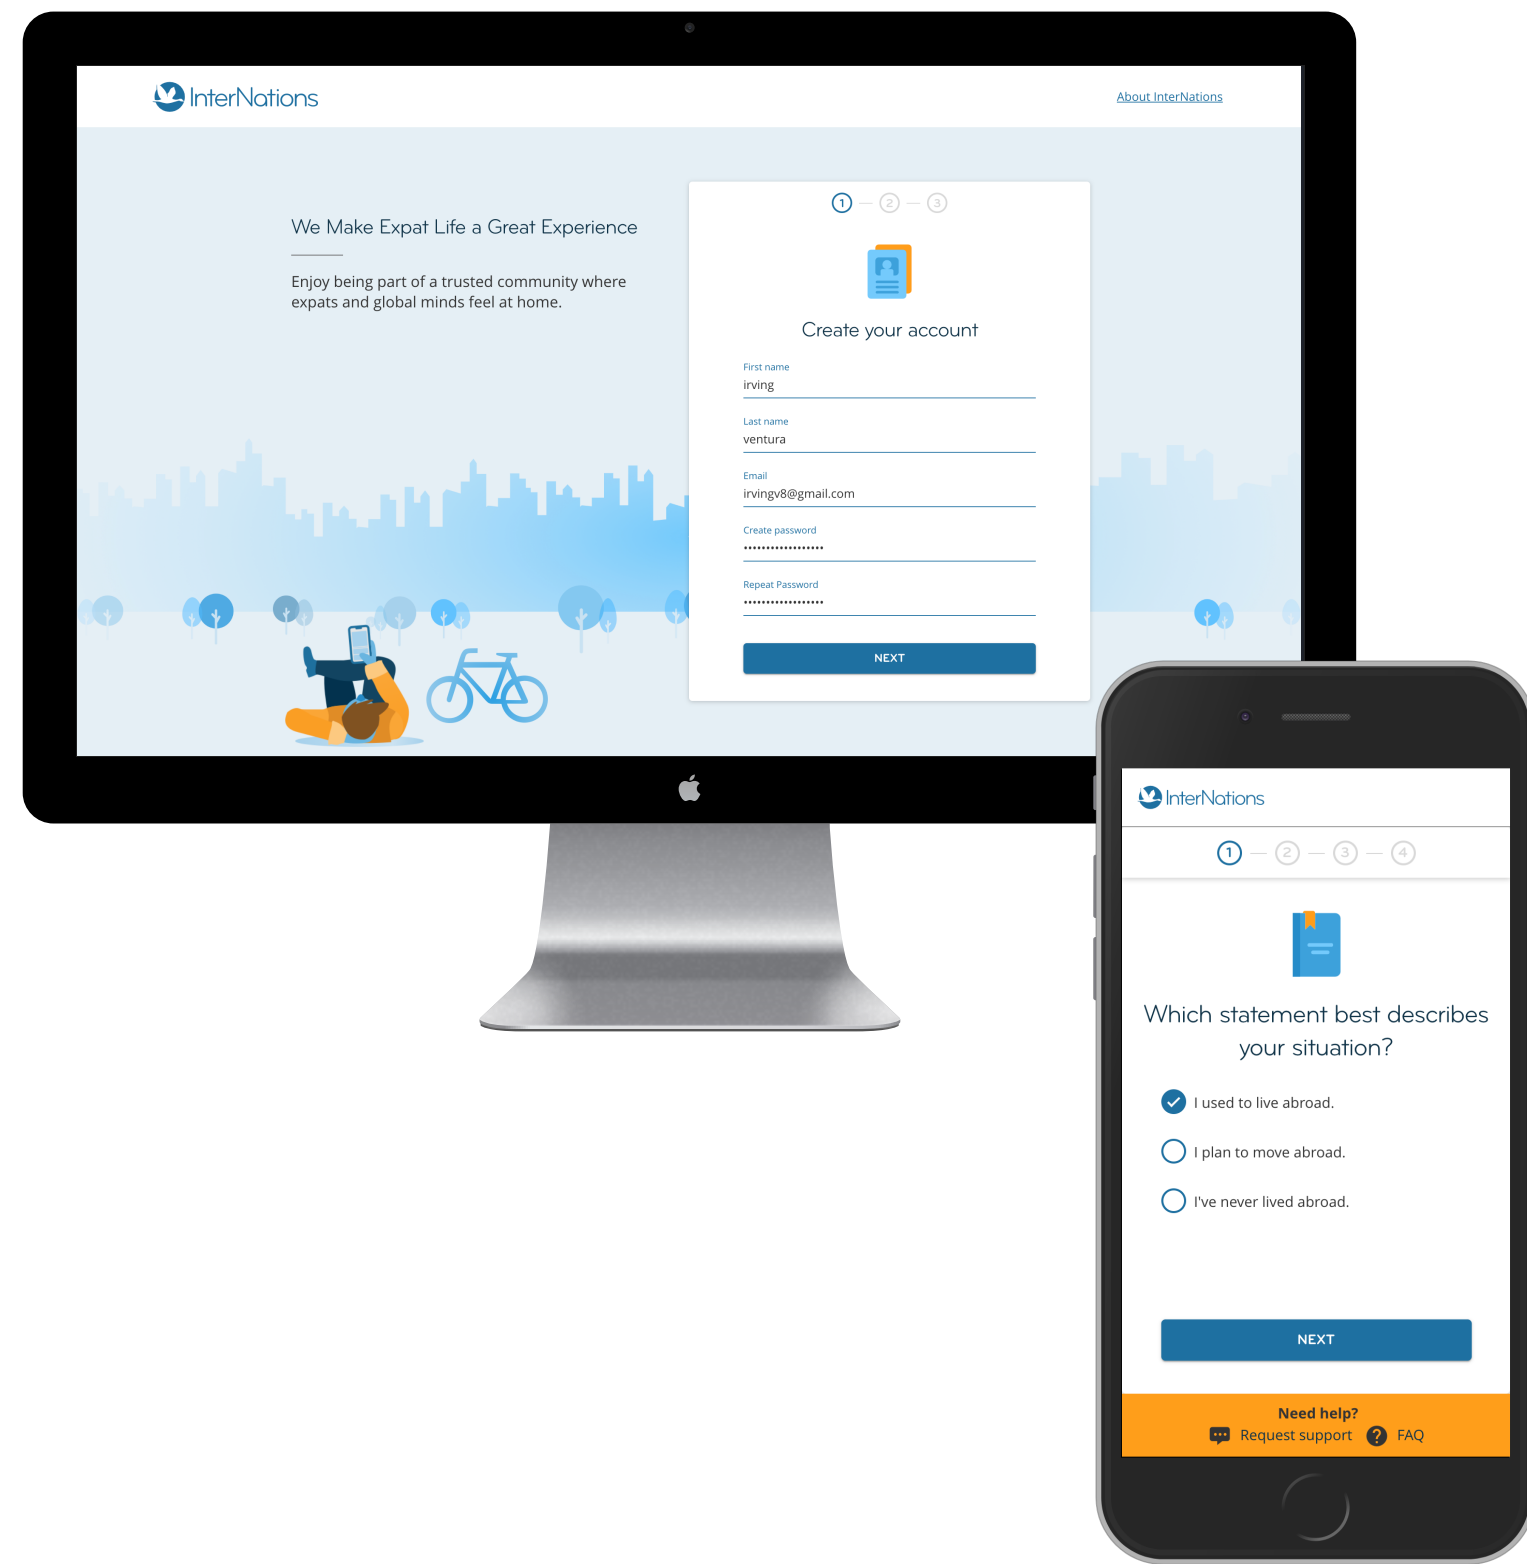 InterNations
About InterNations
We Make Expat Life a Great Experience
Enjoy being part of a trusted community where
expats and global minds feel at home.
1 2 3
Create your account
First name
irving
Last name
ventura
Email
irvingv8@gmail.com
Create password
••••••••••••••••••
Repeat Password
••••••••••••••••••
NEXT
InterNations
1 2 3 4
Which statement best describes
your situation?
I used to live abroad.
I plan to move abroad.
I've never lived abroad.
NEXT
Need help?
Request support ? FAQ